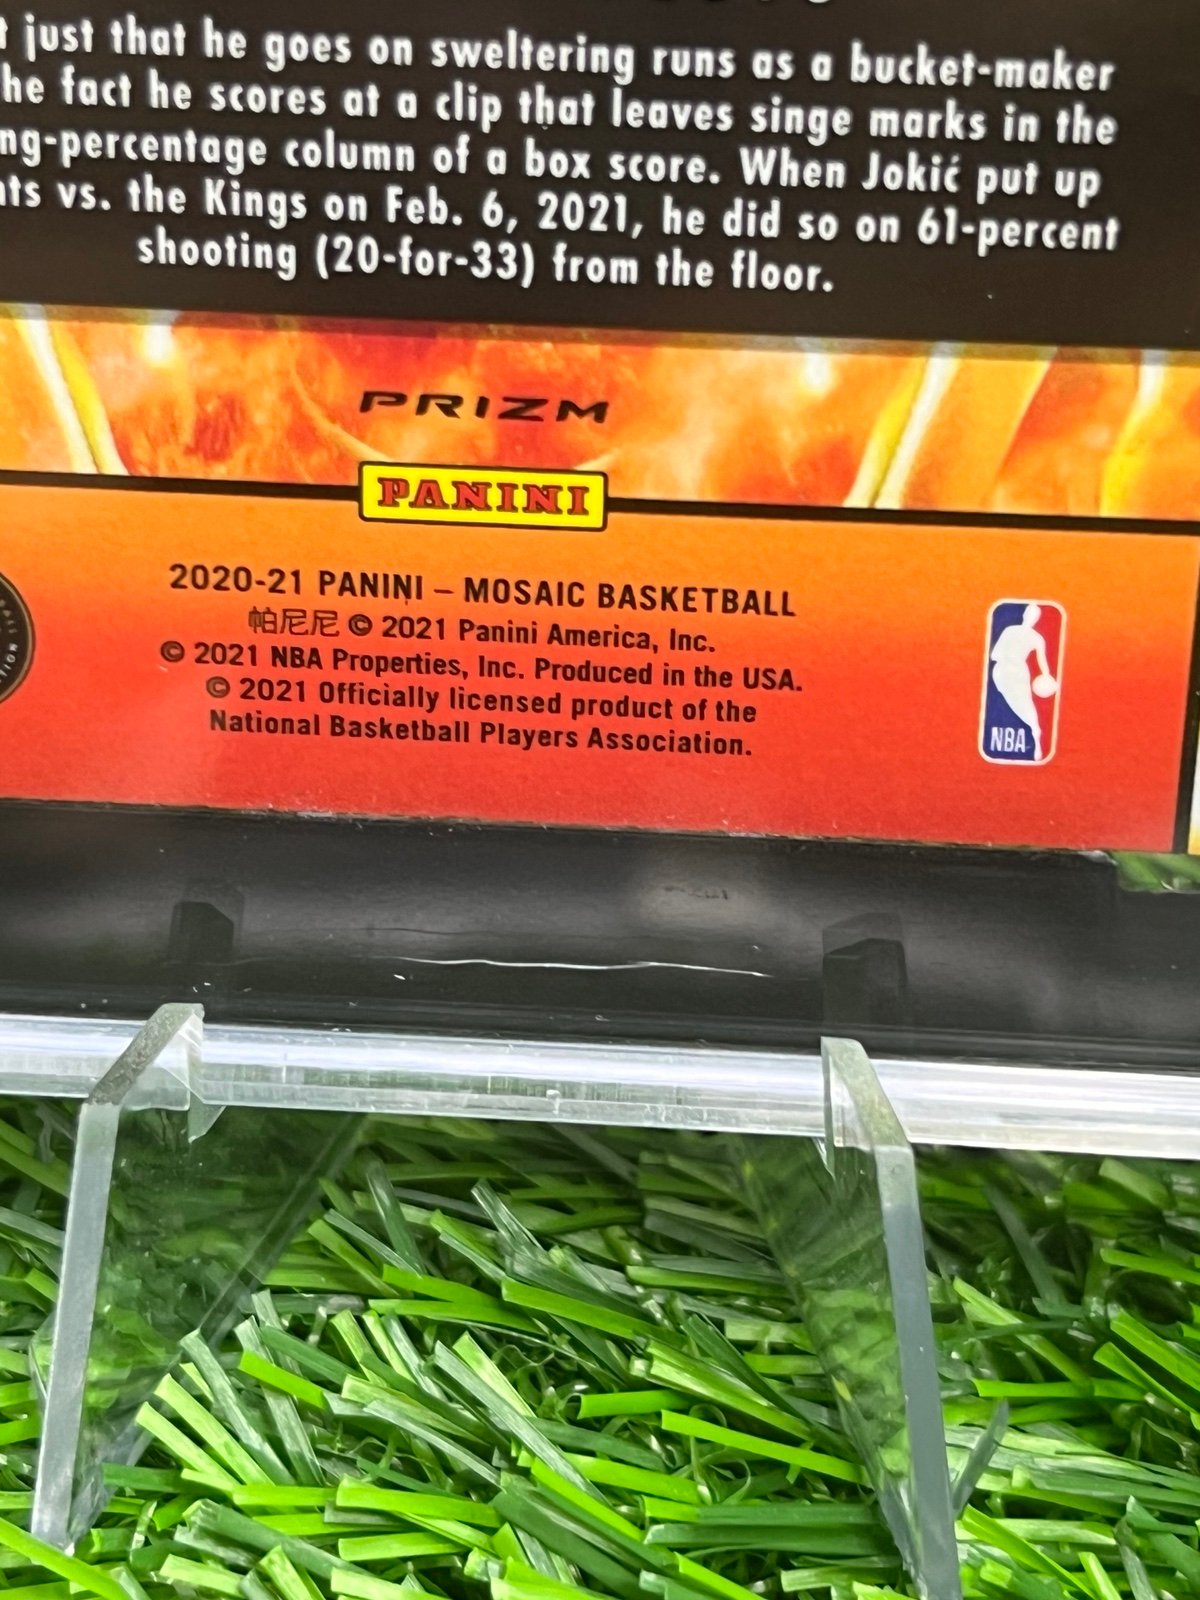 just that he goes on sweltering runs as a bucket-maker
he fact he scores at a clip that leaves singe marks in the
ng-percentage column of a box score. When Jokić put up
nts vs. the Kings on Feb. 6, 2021, he did so on 61-percent
shooting (20-for-33) from the floor.
PRIZM
PANINI
2020-21 PANINI – MOSAIC BASKETBALL
帕尼尼 © 2021 Panini America, Inc.
© 2021 NBA Properties, Inc. Produced in the USA.
© 2021 Officially licensed product of the
National Basketball Players Association.
NBA